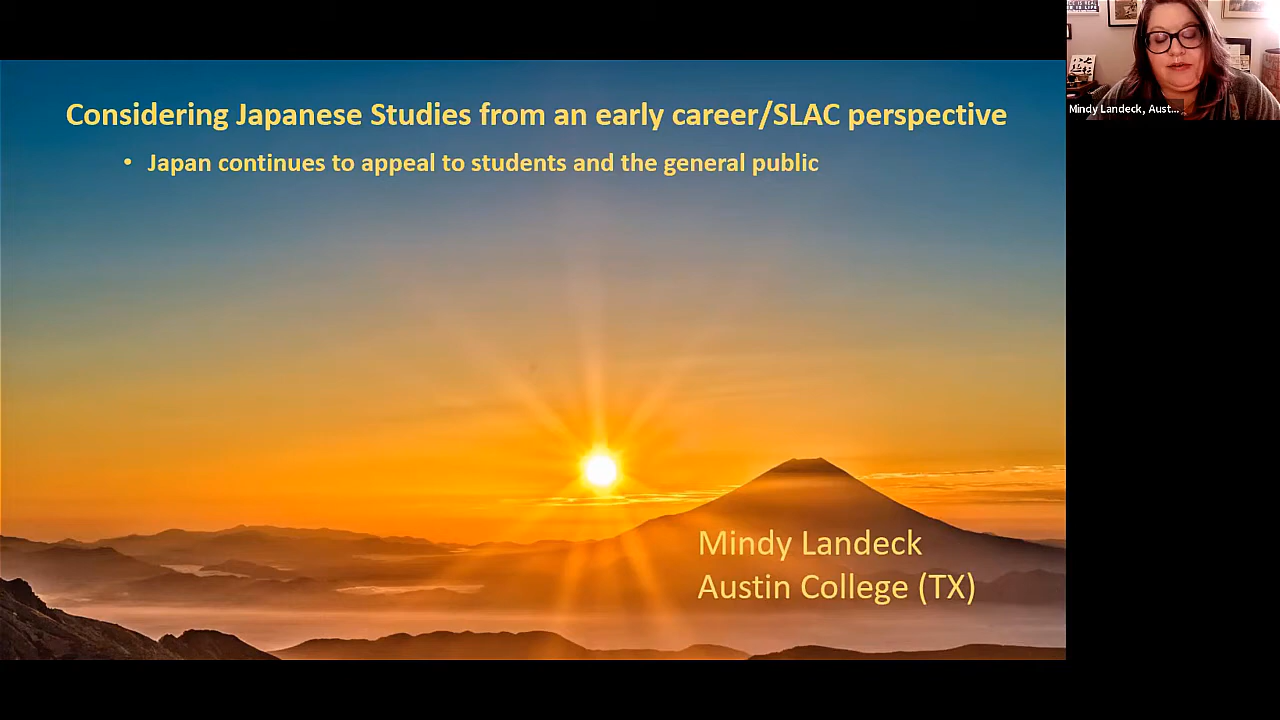 Considering Japanese Studies from an early career/SLAC perspective
• Japan continues to appeal to students and the general public
Mindy Landeck
Austin College (TX)
Mindy Landeck, Aust...